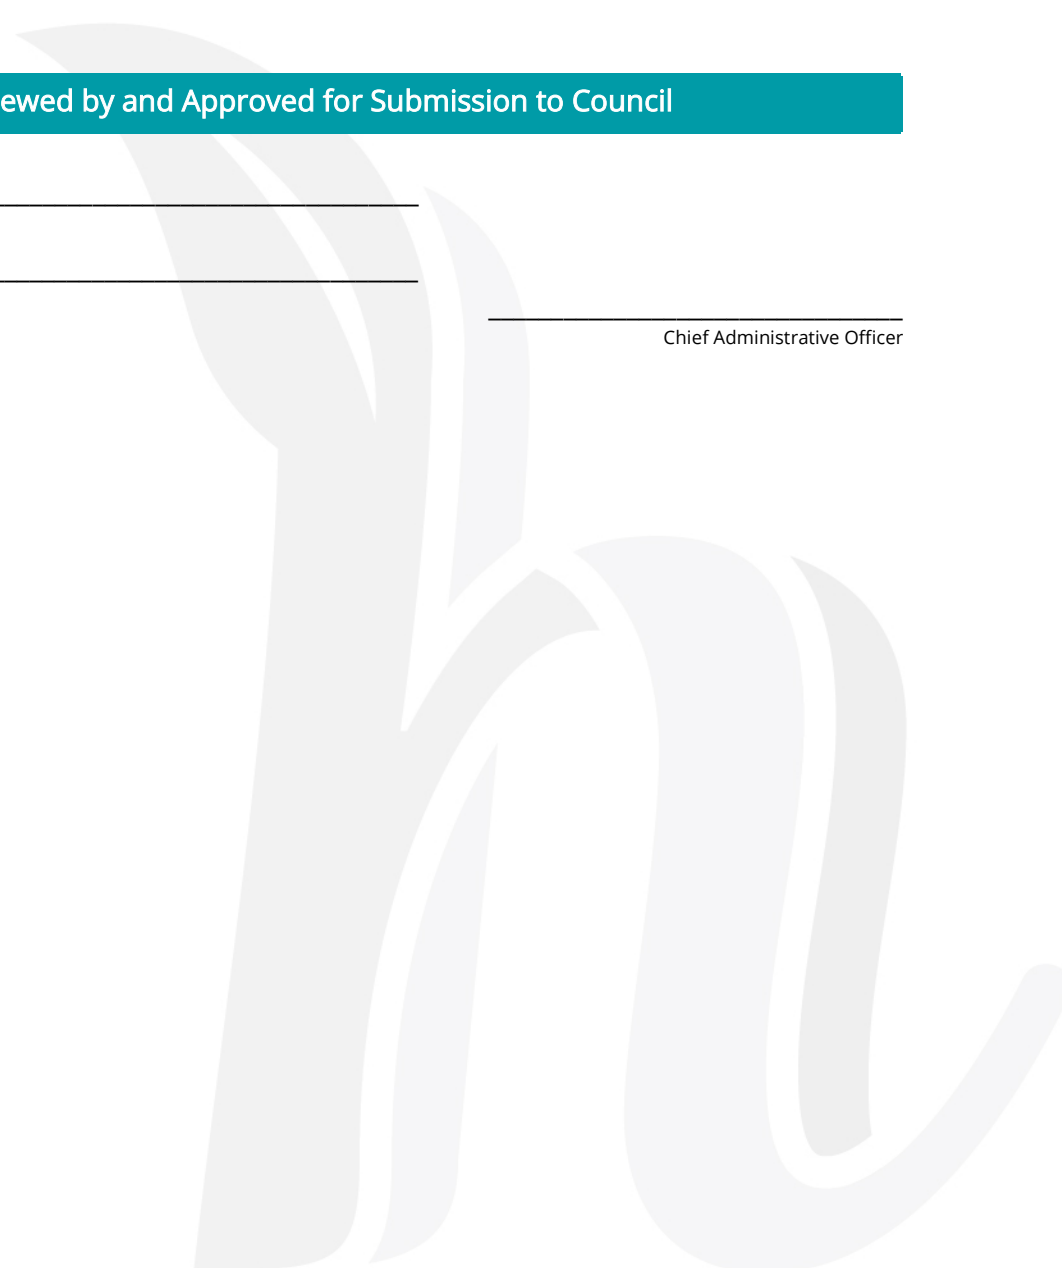 ewed by and Approved for Submission to Council
Chief Administrative Officer